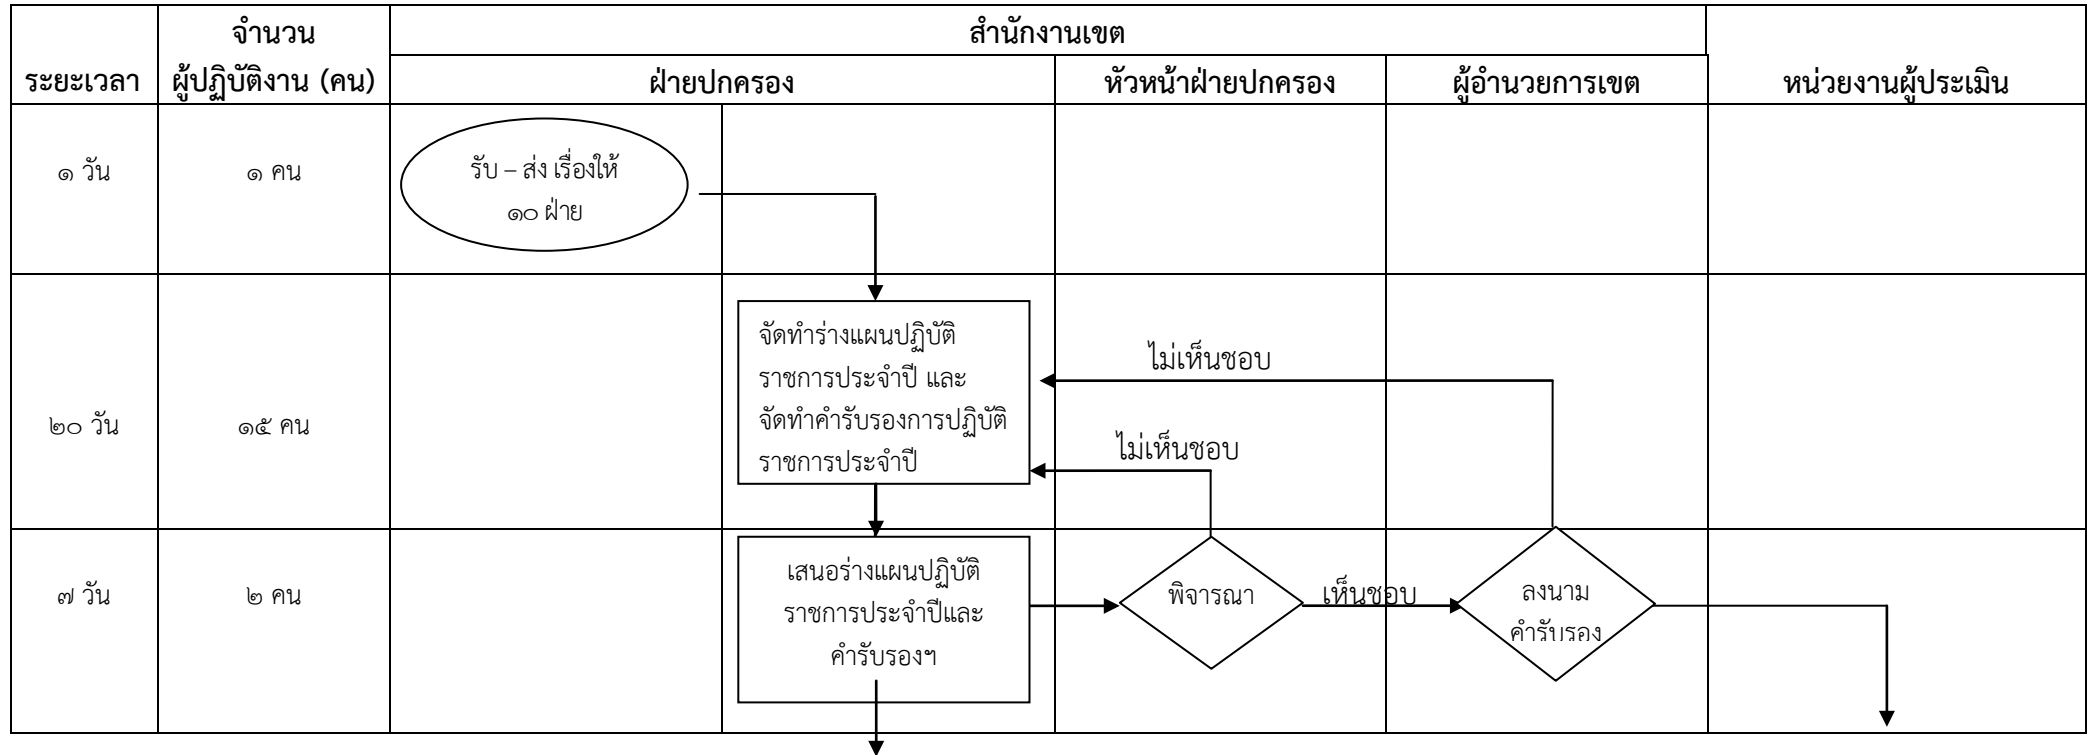 จำนวน
สำนักงานเขต
ระยะเวลา
ผู้ปฏิบัติงาน (คน)
ฝ่ายปกครอง
หัวหน้าฝ่ายปกครอง
ผู้อำนวยการเขต
หน่วยงานผู้ประเมิน
๑ วัน
๑ คน
รับ – ส่ง เรื่องให้
๑๐ ฝ่าย
๒๐ วัน
๑๕ คน
จัดทำร่างแผนปฏิบัติ
ราชการประจำปี และ
จัดทำคำรับรองการปฏิบัติ
ราชการประจำปี
ไม่เห็นชอบ
ไม่เห็นชอบ
๗ วัน
๒ คน
เสนอร่างแผนปฏิบัติ
ราชการประจำปีและ
คำรับรองฯ
พิจารณา
เห็นชอบ
ลงนาม
คำรับรอง